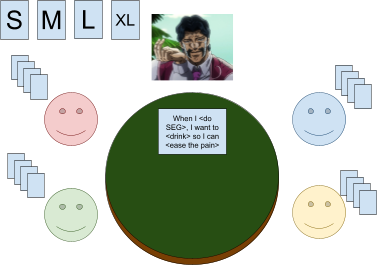 S M L XL
When I <do
SEG>, I want to
<drink> so I can
<ease the pain>